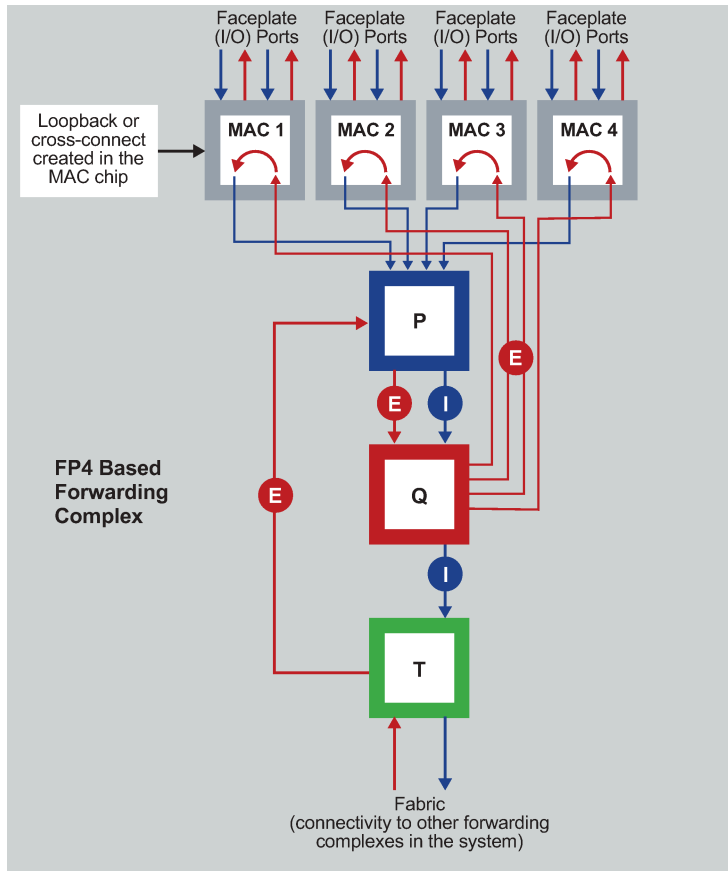 Faceplate
(I/O) Ports
Faceplate
(I/O) Ports
Faceplate
(I/O) Ports
Faceplate
(I/O) Ports
Loopback or
cross-connect
created in the
MAC chip
MAC 1
MAC 2
MAC 3
MAC 4
P
E
E
I
FP4 Based
Forwarding
Complex
E
Q
I
T
Fabric
(connectivity to other forwarding
complexes in the system)